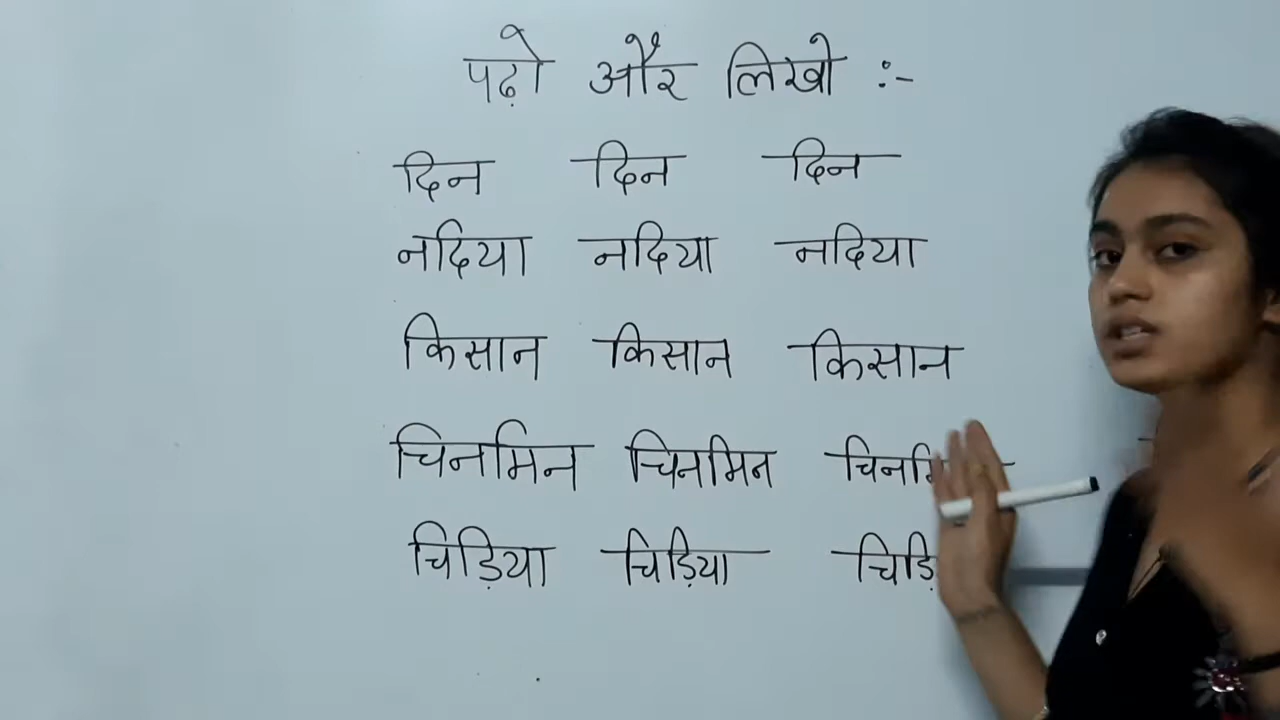 पढ़ो और लिखो :-
दिन दिन दिन
नदिया नदिया नदिया
किसान किसान किसान
चिनमिन चिनमिन
चिड़िया चिड़िया